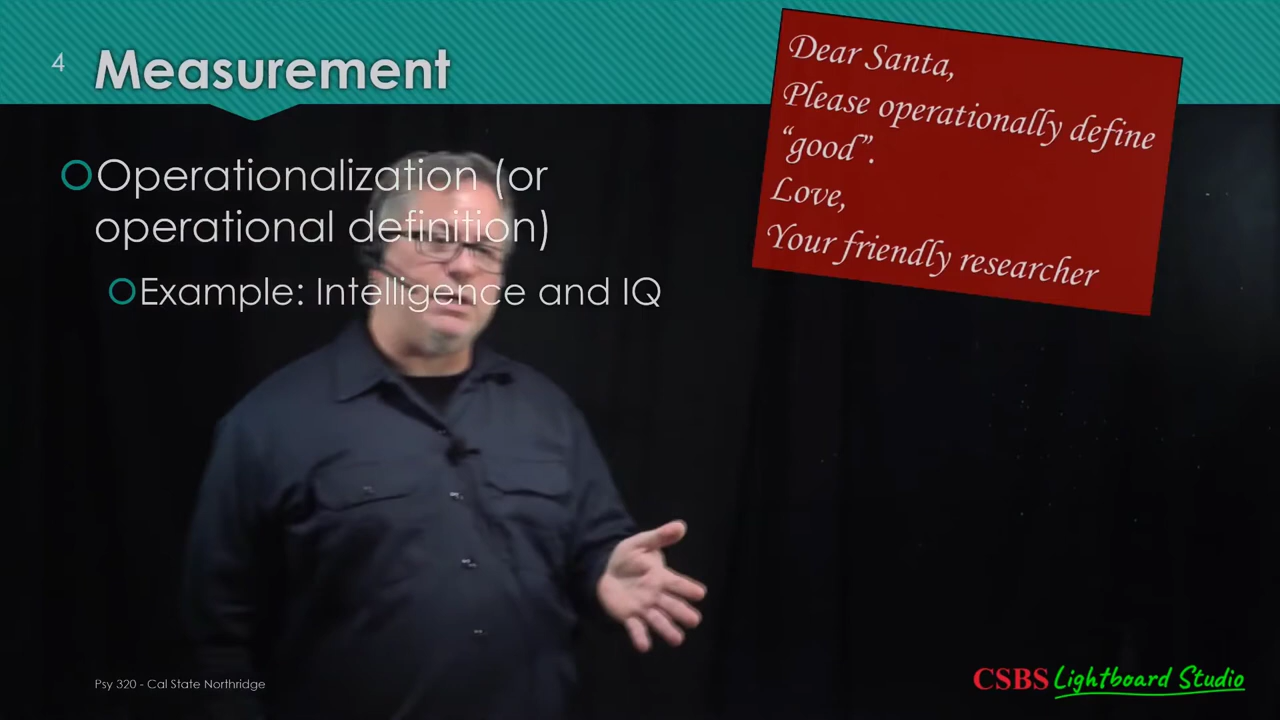 4
Measurement
Operationalization (or
operational definition)
Example: Intelligence and IQ
Dear Santa,
Please operationally define
“good”.
Love,
Your friendly researcher
Psy 320 - Cal State Northridge
CSBS Lightboard Studio